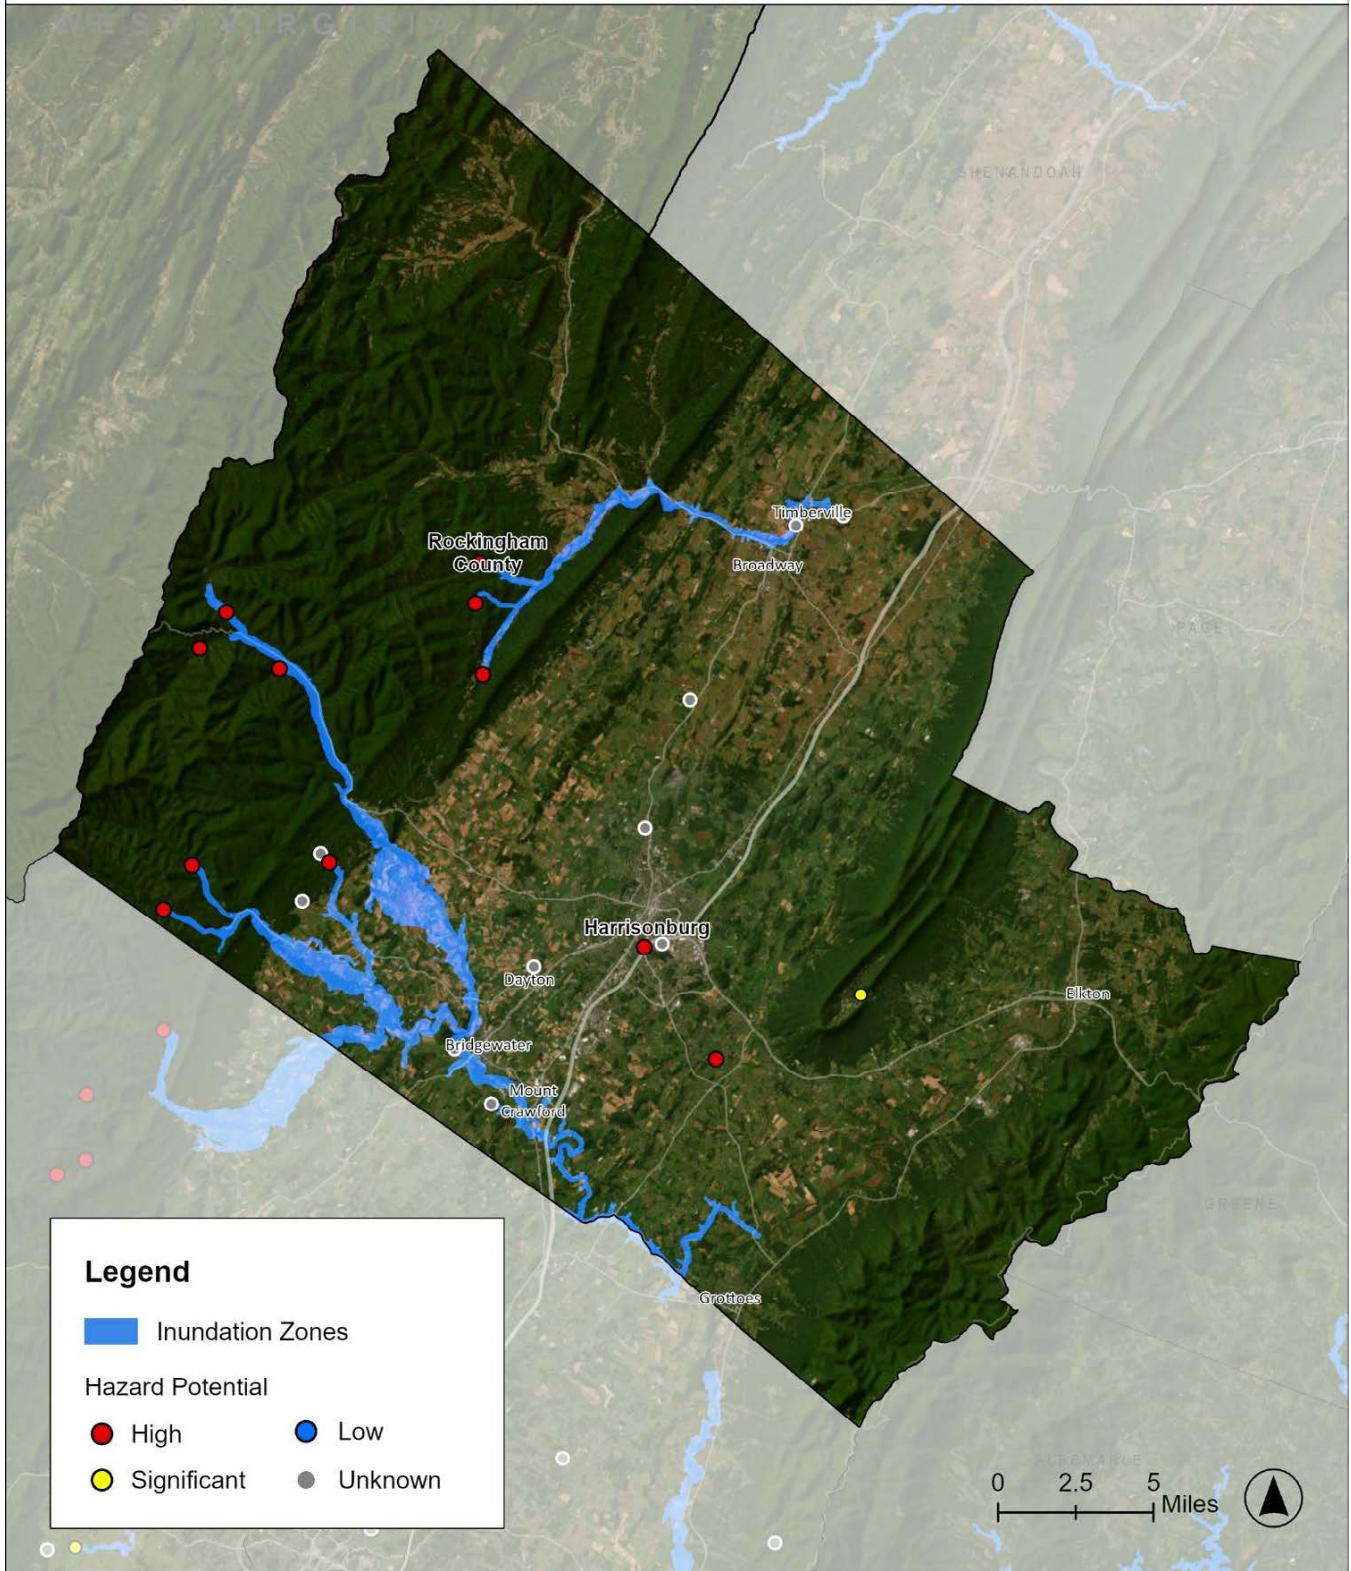 WEST VIRGINIA
SHENANDOAH
Timberville
Rockingham
County
Broadway
PAGE
Harrisonburg
Dayton
Elkton
Bridgewater
Mount
Crawford
GREENE
Grottoes
Legend
Inundation Zones
Hazard Potential
High
Low
Significant
Unknown
ALBEMARLE
0 2.5 5
Miles